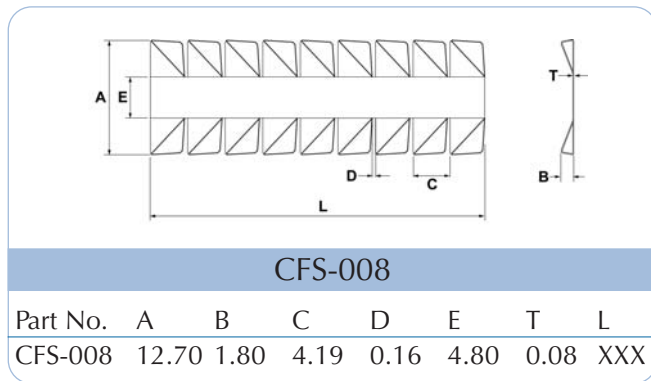 A
E
T
D
C
B
L
CFS-008
Part No. A B C D E T L
CFS-008 12.70 1.80 4.19 0.16 4.80 0.08 XXX